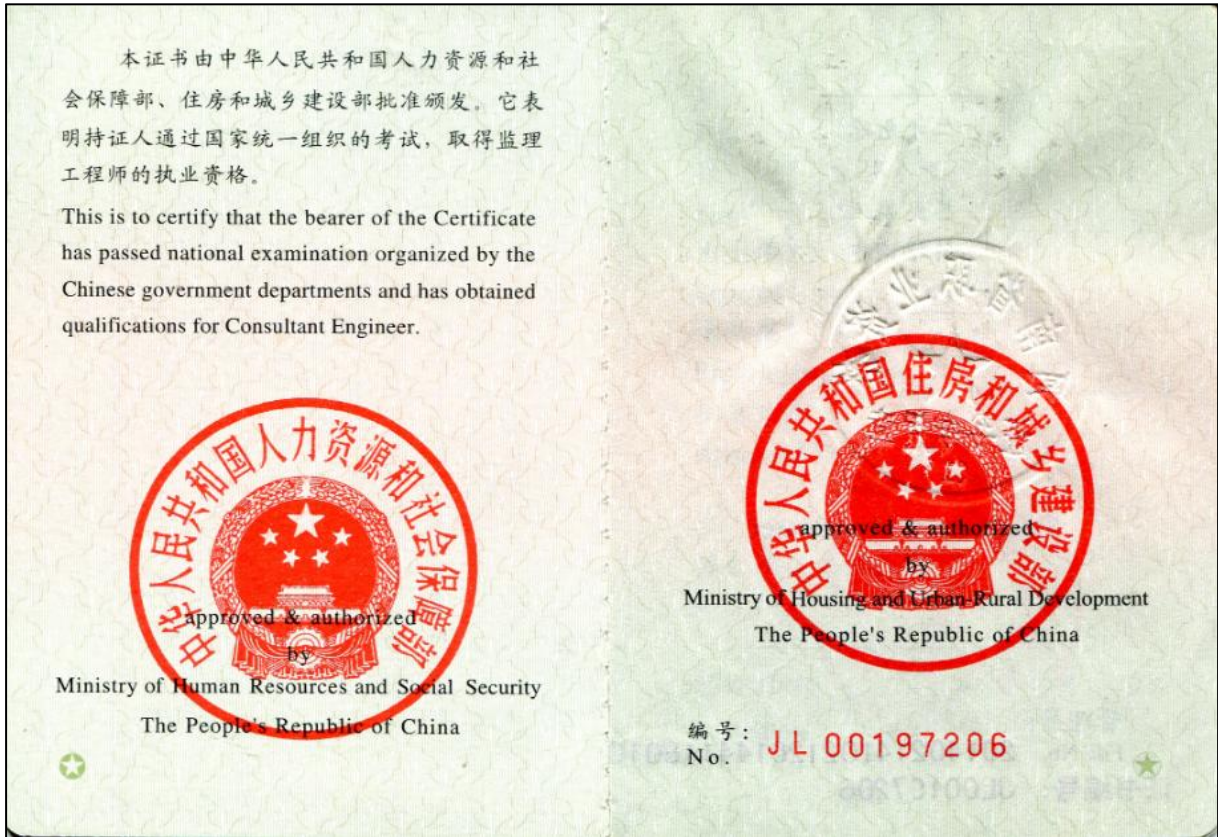 本证书由中华人民共和国人力资源和社
会保障部、住房和城乡建设部批准颁发。它表
明持证人通过国家统一组织的考试，取得监理
工程师的执业资格。
This is to certify that the bearer of the Certificate
has passed national examination organized by the
Chinese government departments and has obtained
qualifications for Consultant Engineer.
中华人民共和国人力资源和社会保障部
approved & authorized
by
Ministry of Human Resources and Social Security
The People's Republic of China
中华人民共和国住房和城乡建设部
approved & authorized
by
Ministry of Housing and Urban-Rural Development
The People's Republic of China
编号：
No. JL 00197206